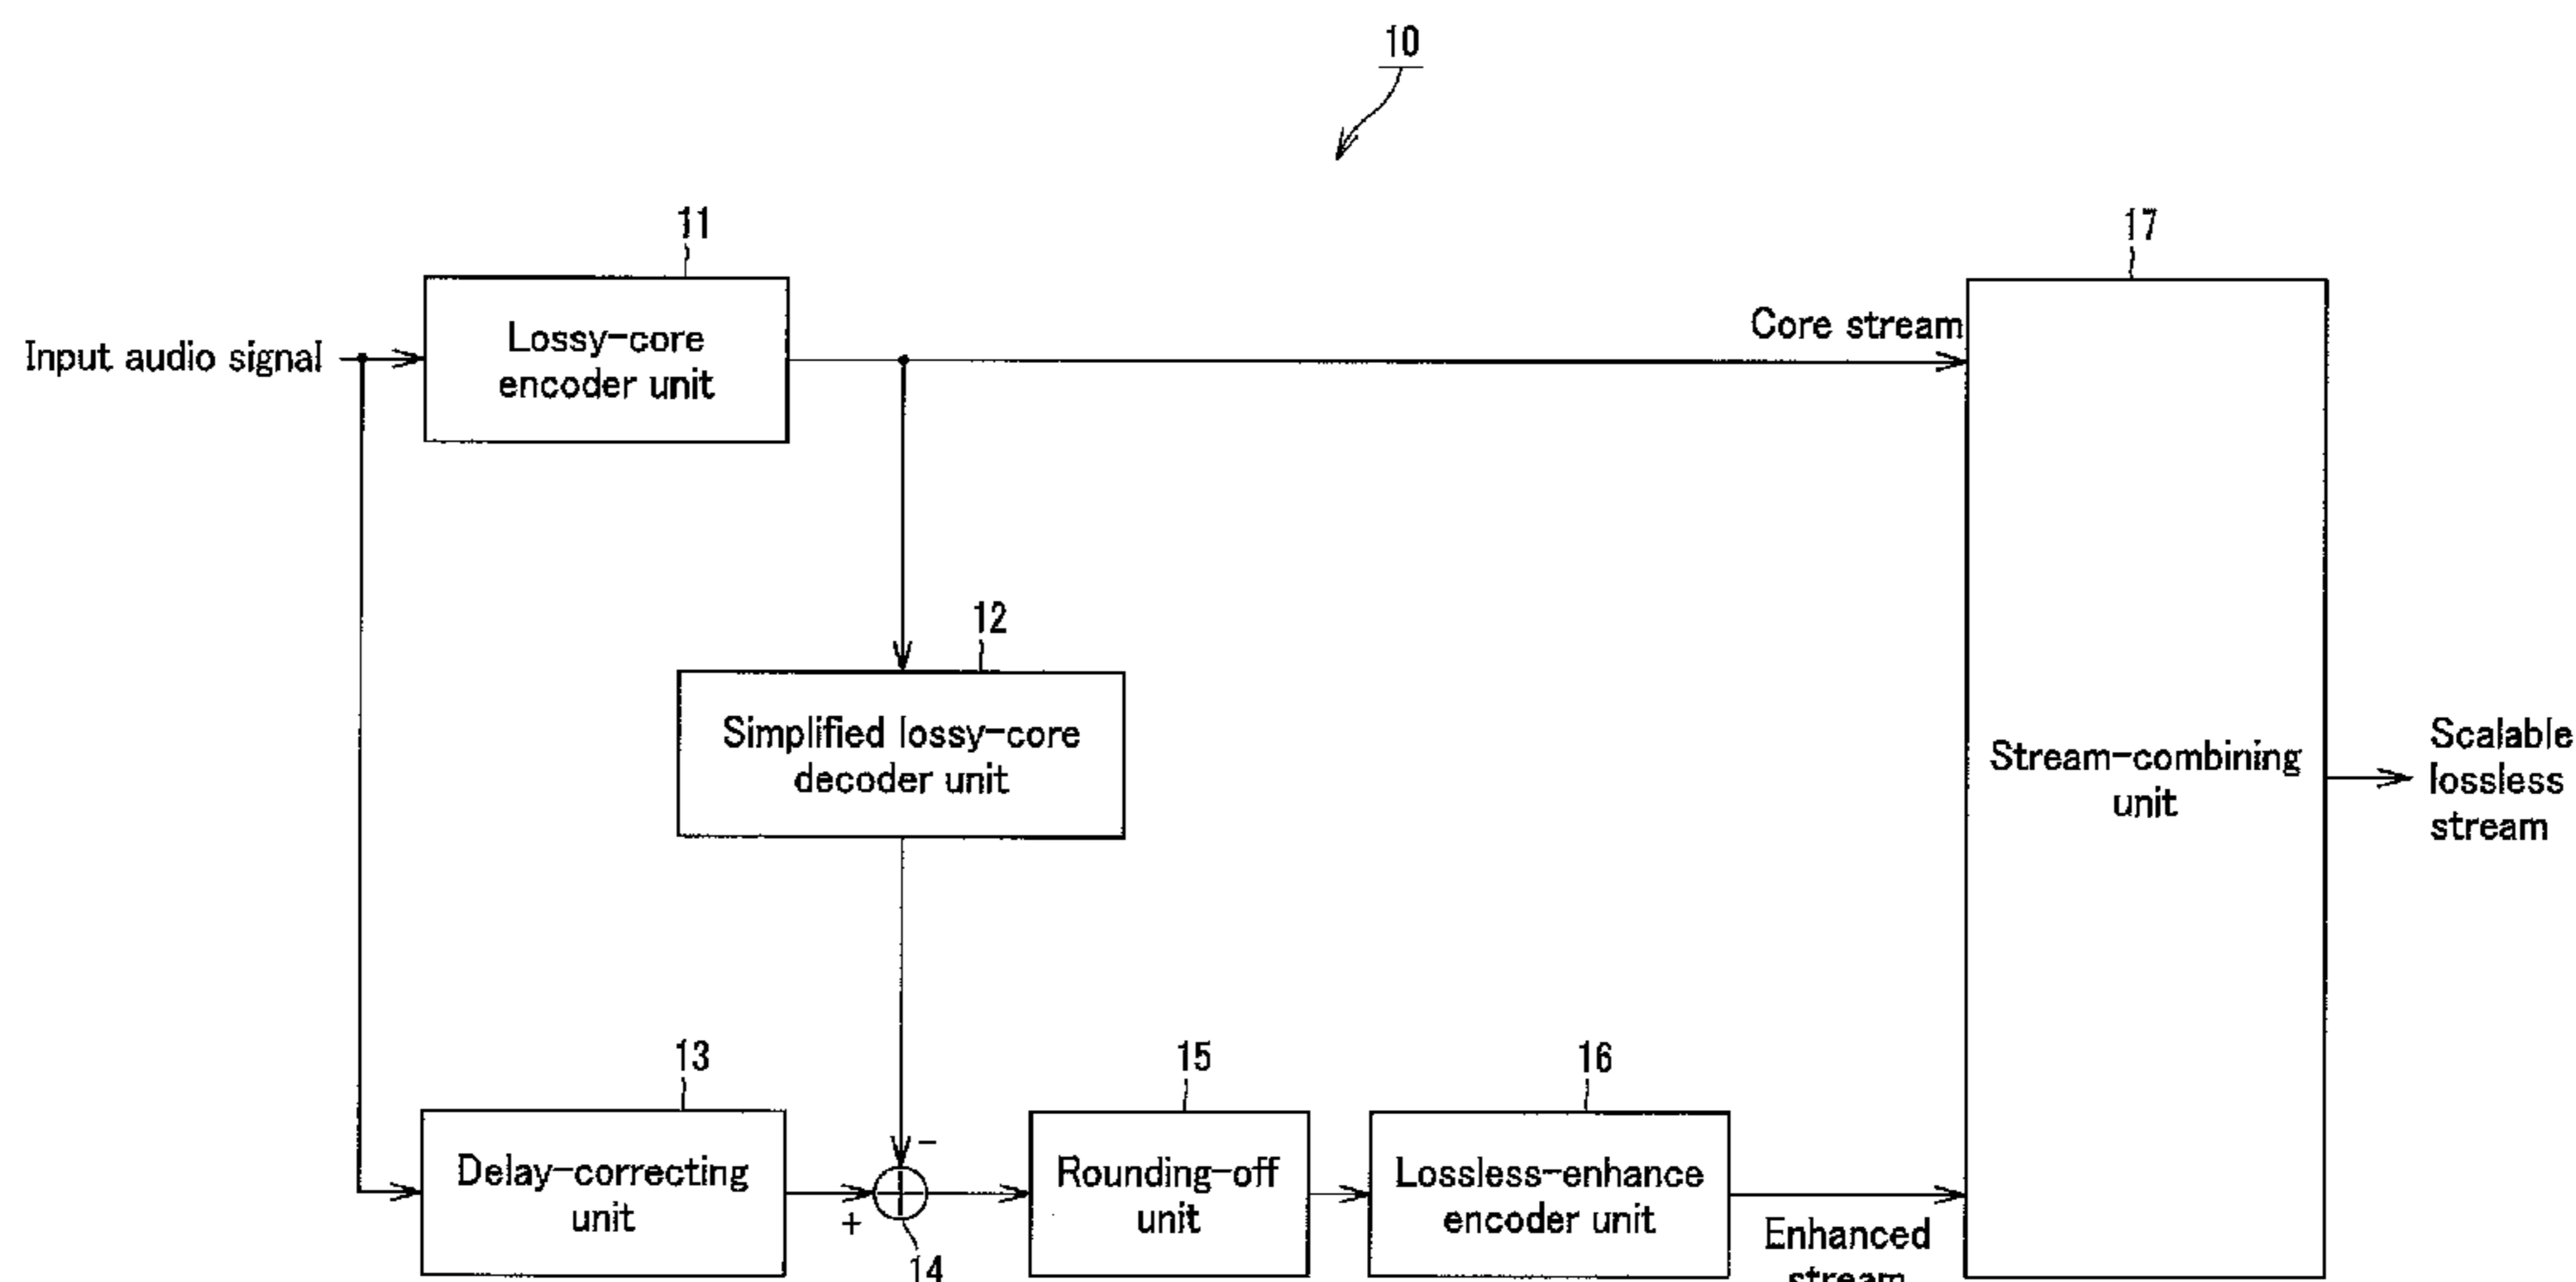 10
11
17
Lossy-core
encoder unit
Input audio signal
Core stream
12
Simplified lossy-core
decoder unit
Stream-combining
unit
Scalable
lossless
stream
13
15
16
Delay-correcting
unit
−
+
14
Rounding-off
unit
Lossless-enhance
encoder unit
Enhanced
stream